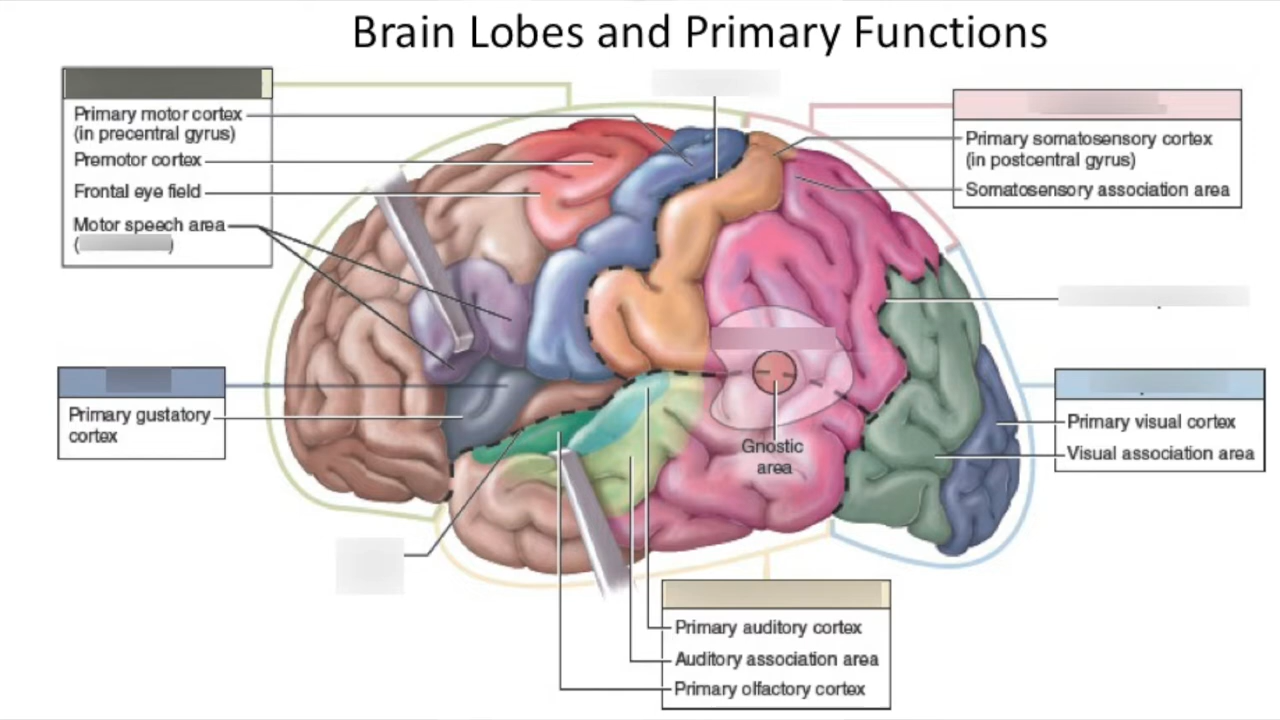 Brain Lobes and Primary Functions
Primary motor cortex
(in precentral gyrus)
Premotor cortex
Frontal eye field
Motor speech area
( )
Primary somatosensory cortex
(in postcentral gyrus)
Somatosensory association area
Primary gustatory
cortex
Gnostic
area
Primary visual cortex
Visual association area
Primary auditory cortex
Auditory association area
Primary olfactory cortex